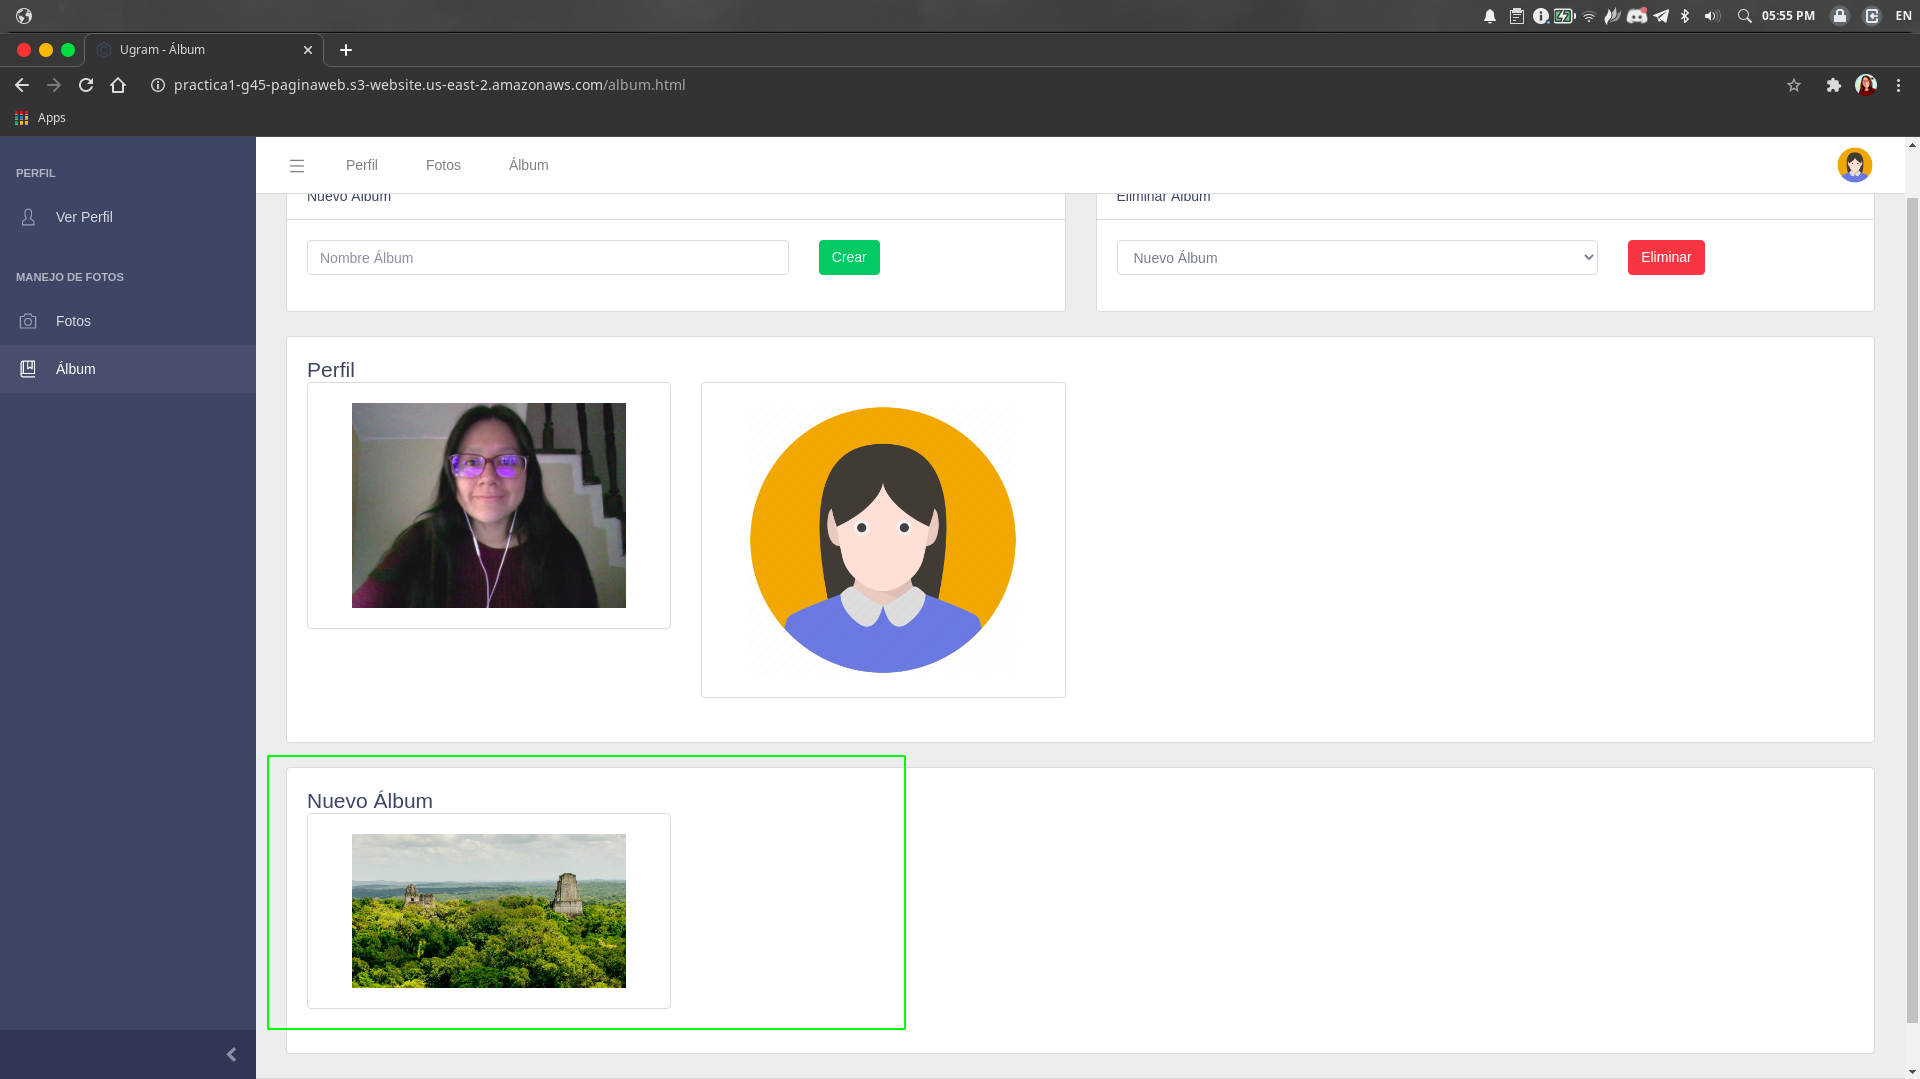 05:55 PM
EN
Ugram - Álbum
practica1-g45-paginaweb.s3-website.us-east-2.amazonaws.com/album.html
Apps
PERFIL
Ver Perfil
MANEJO DE FOTOS
Fotos
Álbum
Perfil
Fotos
Álbum
Nuevo Álbum
Eliminar Álbum
Nombre Álbum
Crear
Nuevo Álbum
Eliminar
Perfil
Nuevo Álbum